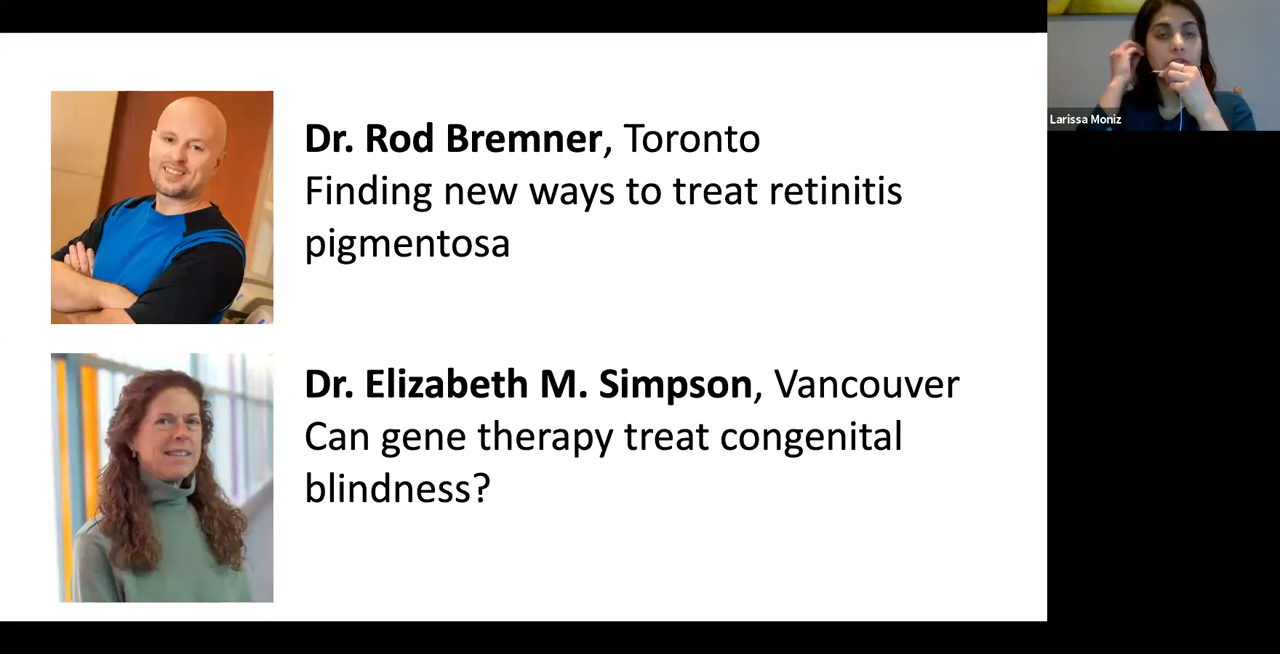 Dr. Rod Bremner, Toronto
Finding new ways to treat retinitis
pigmentosa
Dr. Elizabeth M. Simpson, Vancouver
Can gene therapy treat congenital
blindness?
Larissa Moniz